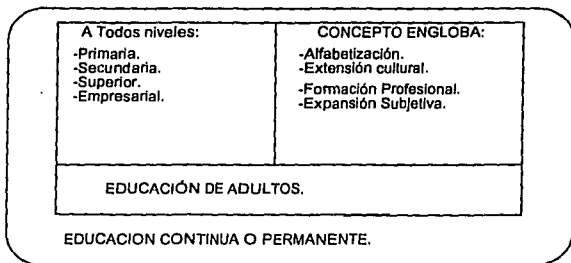 A Todos niveles:
-Primaria.
-Secundaria.
-Superior.
-Empresarial.
CONCEPTO ENGLOBA:
-Alfabetización.
-Extensión cultural.
-Formación Profesional.
-Expansión Subjetiva.
EDUCACIÓN DE ADULTOS.
EDUCACION CONTINUA O PERMANENTE.